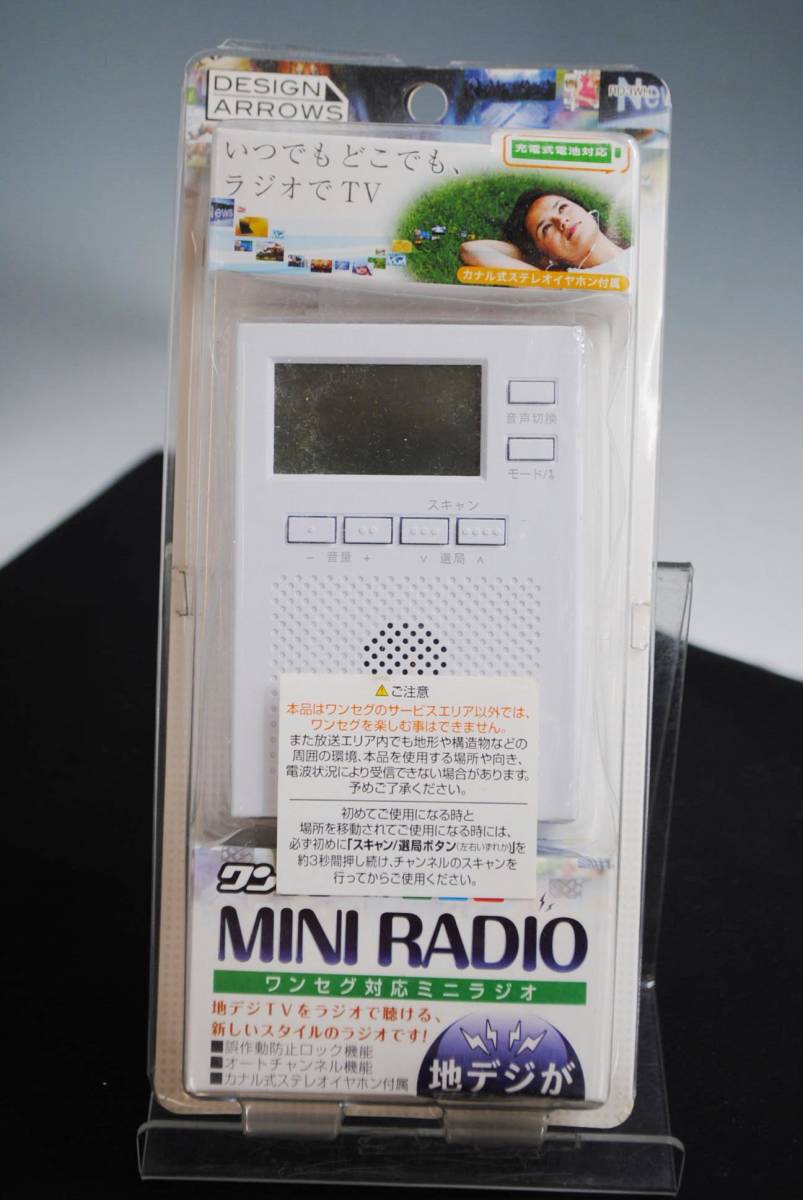 DESIGN
ARROWS
RD3WH
いつでもどこでも、
ラジオでTV
充電式電池対応
News
カナル式ステレオイヤホン付属
音声切換
モード/
スキャン
－ 音量 ＋
∨ 選局 ∧
⚠ご注意
本品はワンセグのサービスエリア以外では、
ワンセグを楽しむ事はできません。
また放送エリア内でも地形や構造物などの
周囲の環境、本品を使用する場所や向き、
電波状況により受信できない場合があります。
予めご了承ください。
初めてご使用になる時と
場所を移動されてご使用になる時には、
必ず初めに｢スキャン/選局ボタン(左右いずれか)｣を
約3秒間押し続け、チャンネルのスキャンを
行ってからご使用ください。
ワン
MINI RADIO
ワンセグ対応ミニラジオ
地デジTVをラジオで聴ける、
新しいスタイルのラジオです!
■誤作動防止ロック機能
■オートチャンネル機能
■カナル式ステレオイヤホン付属
地デジが